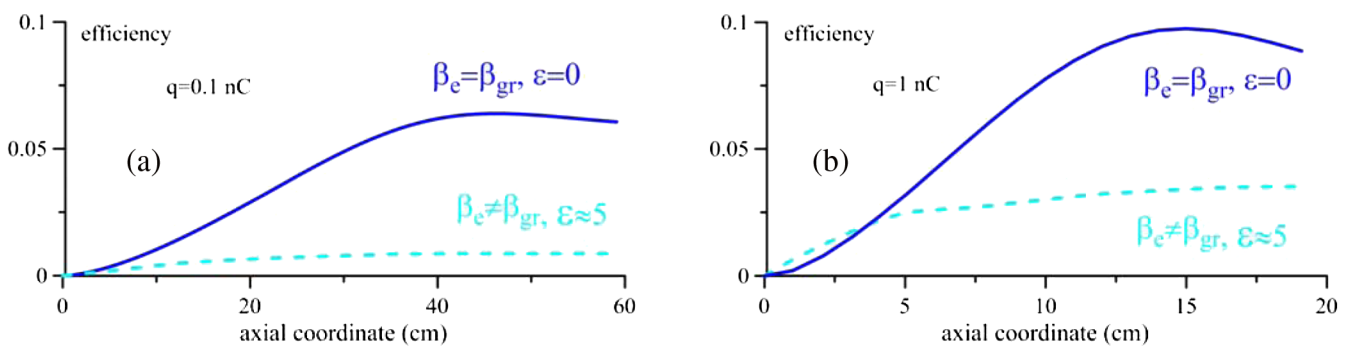 0.1
efficiency
q=0.1 nC
βe=βgr, ε=0
0.05
(a)
βe≠βgr, ε≈5
0
0
20
40
60
axial coordinate (cm)
0.1
efficiency
q=1 nC
βe=βgr, ε=0
0.05
(b)
βe≠βgr, ε≈5
0
0
5
10
15
20
axial coordinate (cm)